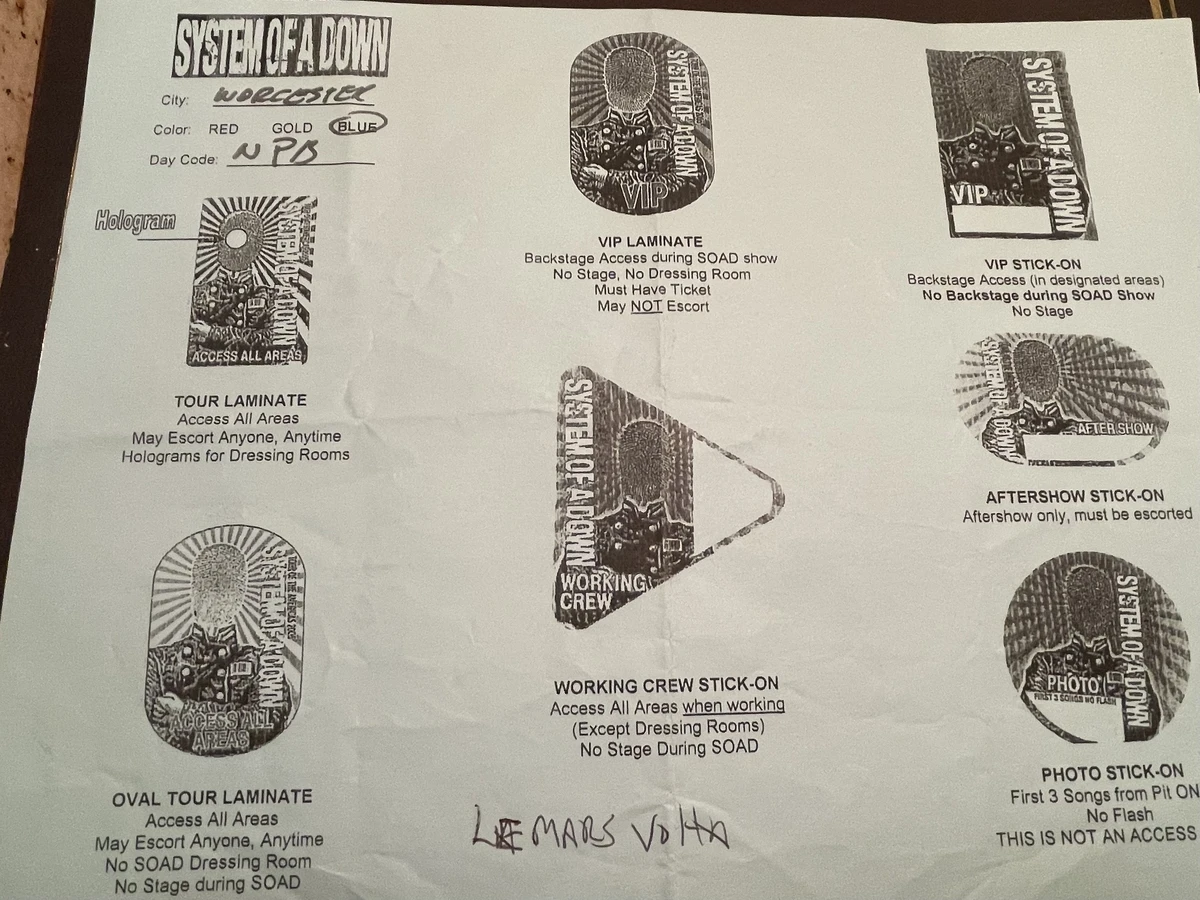 SYSTEM OF A DOWN
City: WORCESTER
Color: RED GOLD BLUE
Day Code: NPB
Hologram
SYSTEM OF A DOWN
ACCESS ALL AREAS
TOUR LAMINATE
Access All Areas
May Escort Anyone, Anytime
Holograms for Dressing Rooms
SYSTEM OF A DOWN
ACCESS ALL
AREAS
OVAL TOUR LAMINATE
Access All Areas
May Escort Anyone, Anytime
No SOAD Dressing Room
No Stage during SOAD
SYSTEM OF A DOWN
VIP
VIP LAMINATE
Backstage Access during SOAD show
No Stage, No Dressing Room
Must Have Ticket
May NOT Escort
SYSTEM OF A DOWN
WORKING
CREW
WORKING CREW STICK-ON
Access All Areas when working
(Except Dressing Rooms)
No Stage During SOAD
MARS VOLTA
SYSTEM OF A DOWN
VIP
VIP STICK-ON
Backstage Access (in designated areas)
No Backstage during SOAD Show
No Stage
SYSTEM OF A DOWN
AFTER SHOW
AFTERSHOW STICK-ON
Aftershow only, must be escorted
SYSTEM OF A DOWN
PHOTO
FIRST 3 SONGS NO FLASH
PHOTO STICK-ON
First 3 Songs from Pit ON
No Flash
THIS IS NOT AN ACCESS